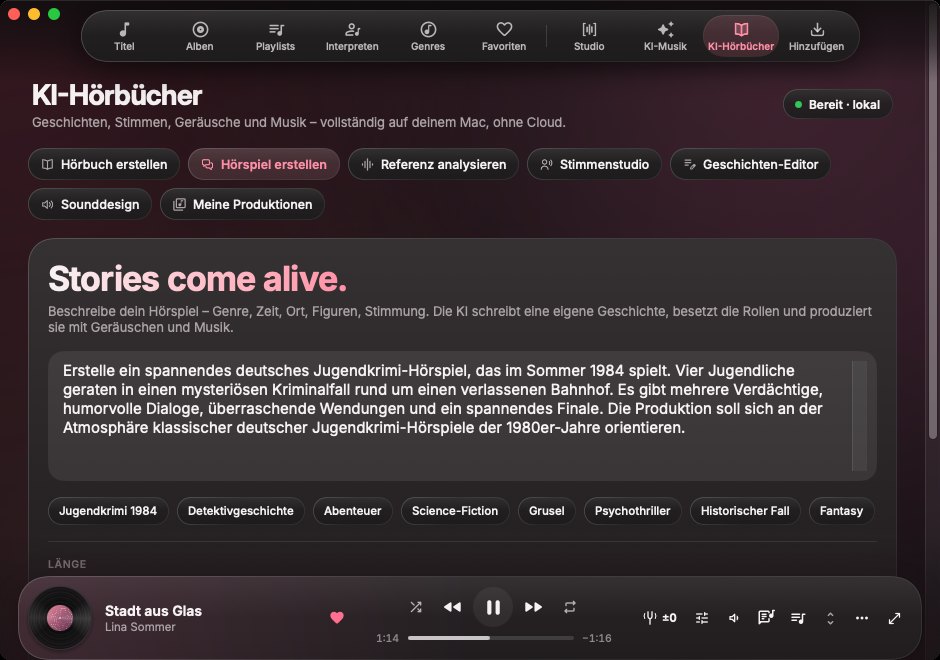 Titel
Alben
Playlists
Interpreten
Genres
Favoriten
Studio
KI-Musik
KI-Hörbücher
Hinzufügen
KI-Hörbücher
Geschichten, Stimmen, Geräusche und Musik – vollständig auf deinem Mac, ohne Cloud.
Bereit · lokal
Hörbuch erstellen
Hörspiel erstellen
Referenz analysieren
Stimmenstudio
Geschichten-Editor
Sounddesign
Meine Produktionen
Stories come alive.
Beschreibe dein Hörspiel – Genre, Zeit, Ort, Figuren, Stimmung. Die KI schreibt eine eigene Geschichte, besetzt die Rollen und produziert
sie mit Geräuschen und Musik.
Erstelle ein spannendes deutsches Jugendkrimi-Hörspiel, das im Sommer 1984 spielt. Vier Jugendliche
geraten in einen mysteriösen Kriminalfall rund um einen verlassenen Bahnhof. Es gibt mehrere Verdächtige,
humorvolle Dialoge, überraschende Wendungen und ein spannendes Finale. Die Produktion soll sich an der
Atmosphäre klassischer deutscher Jugendkrimi-Hörspiele der 1980er-Jahre orientieren.
Jugendkrimi 1984
Detektivgeschichte
Abenteuer
Science-Fiction
Grusel
Psychothriller
Historischer Fall
Fantasy
LÄNGE
Stadt aus Glas
Lina Sommer
1:14
−1:16
±0